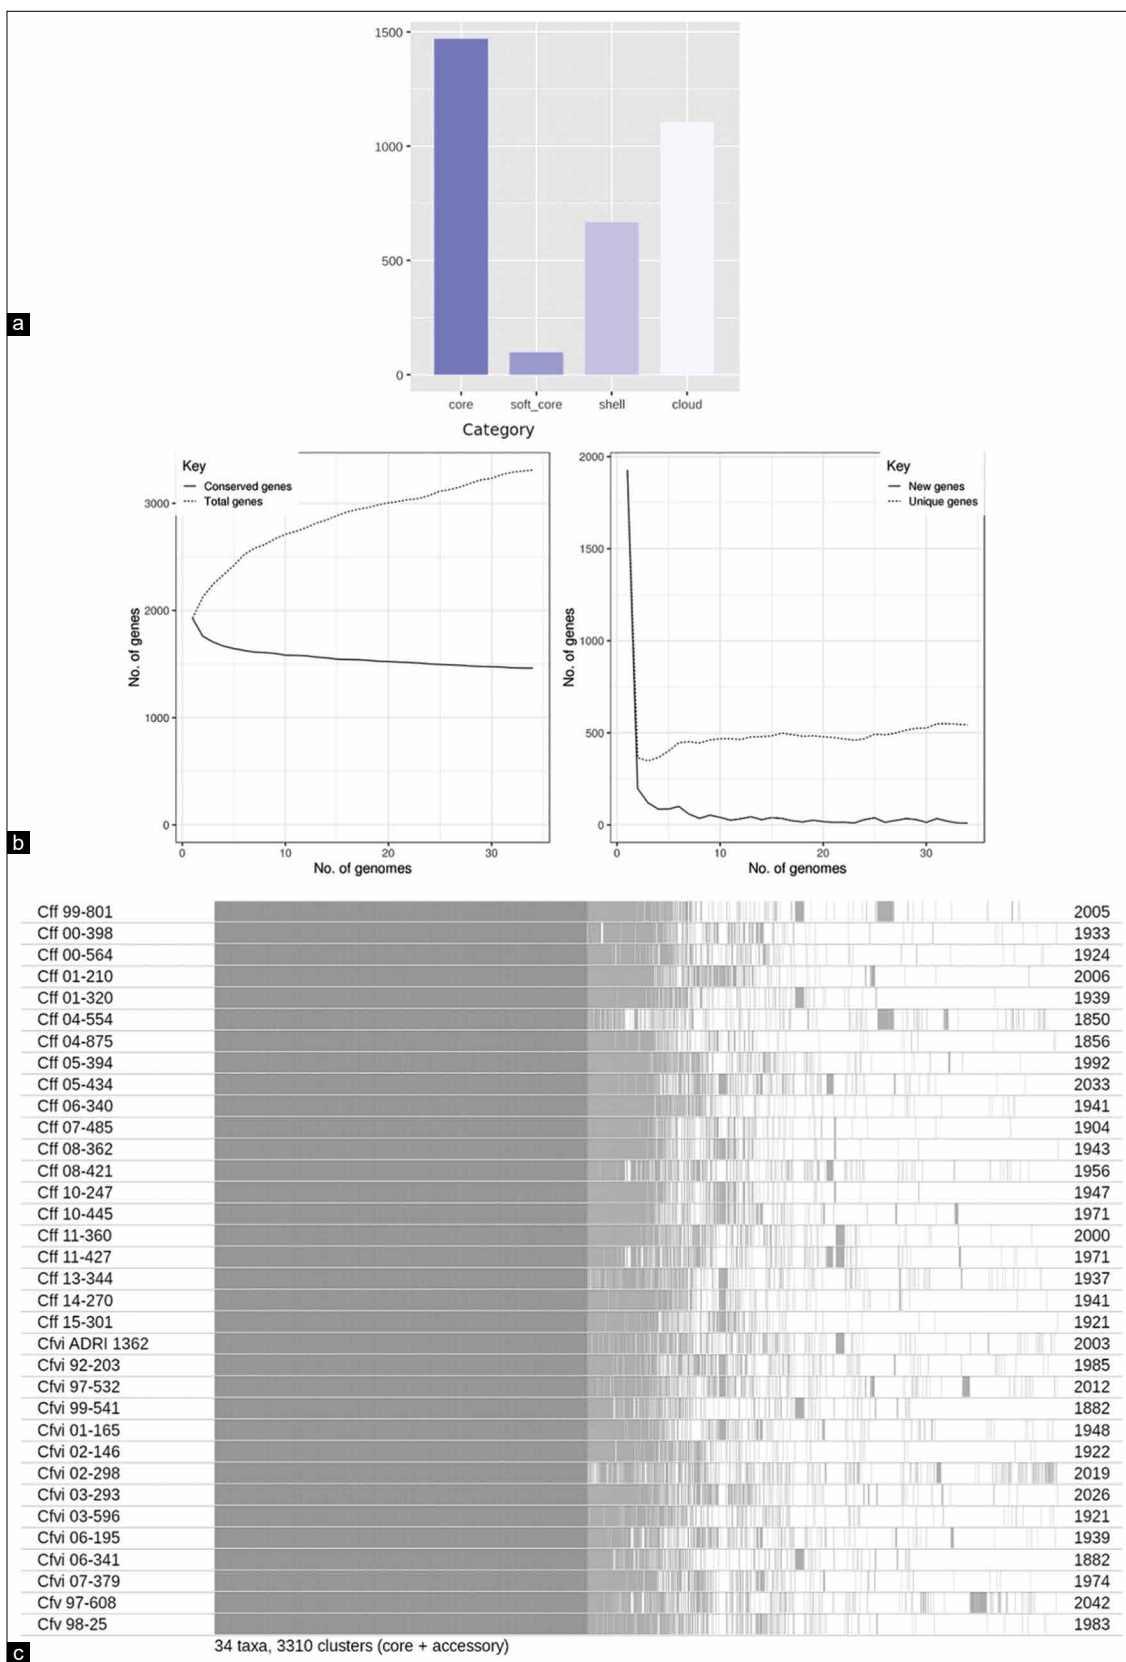 1500
1000
500
0
core soft_core shell cloud
Category
a
Key
Conserved genes
Total genes
3000
2000
1000
0
No. of genes
0 10 20 30
No. of genomes
Key
New genes
Unique genes
2000
1500
1000
500
0
No. of genes
0 10 20 30
No. of genomes
b
Cff 99-801 2005
Cff 00-398 1933
Cff 00-564 1924
Cff 01-210 2006
Cff 01-320 1939
Cff 04-554 1850
Cff 04-875 1856
Cff 05-394 1992
Cff 05-434 2033
Cff 06-340 1941
Cff 07-485 1904
Cff 08-362 1943
Cff 08-421 1956
Cff 10-247 1947
Cff 10-445 1971
Cff 11-360 2000
Cff 11-427 1971
Cff 13-344 1937
Cff 14-270 1941
Cff 15-301 1921
Cfvi ADRI 1362 2003
Cfvi 92-203 1985
Cfvi 97-532 2012
Cfvi 99-541 1882
Cfvi 01-165 1948
Cfvi 02-146 1922
Cfvi 02-298 2019
Cfvi 03-293 2026
Cfvi 03-596 1921
Cfvi 06-195 1939
Cfvi 06-341 1882
Cfvi 07-379 1974
Cfv 97-608 2042
Cfv 98-25 1983
34 taxa, 3310 clusters (core + accessory)
c